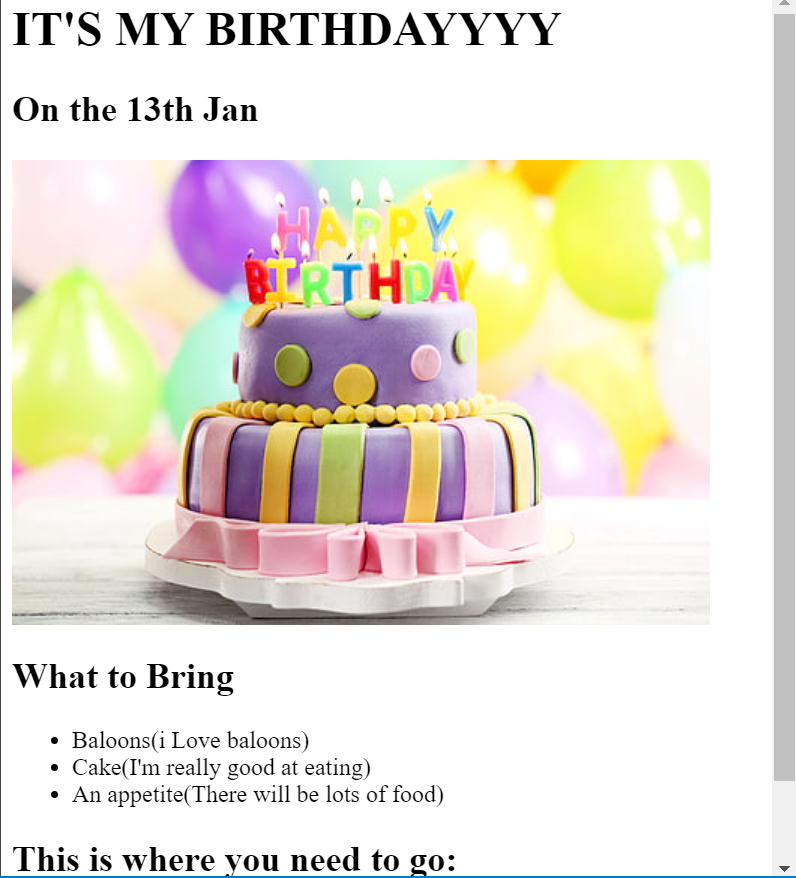 IT'S MY BIRTHDAYYYY
On the 13th Jan
HAPPY
BIRTHDAY
What to Bring
Baloons(i Love baloons)
Cake(I'm really good at eating)
An appetite(There will be lots of food)
This is where you need to go: